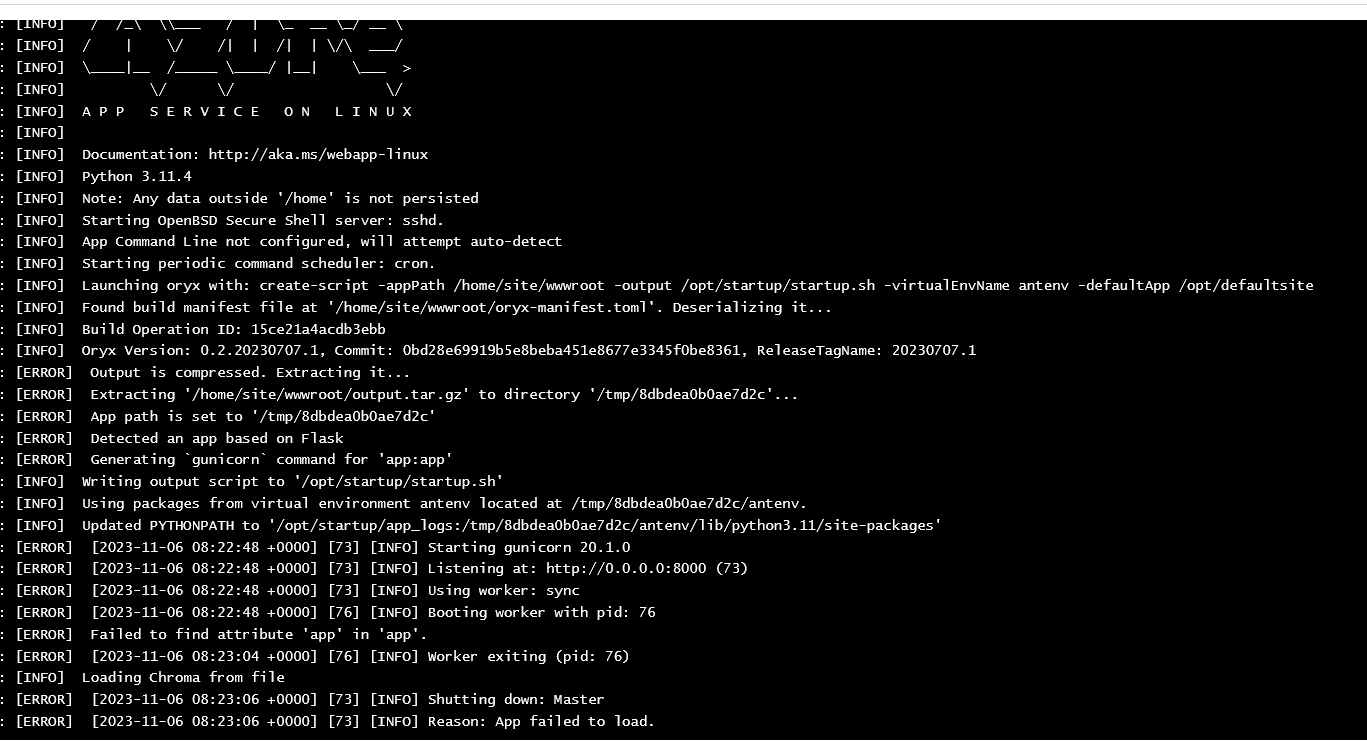 : [INFO]   /  /_\  \\___   /  |  \_  __ \_/ __ \
: [INFO]  /    |    \/    /|  |  /|  | \/\  ___/
: [INFO]  \____|__  /_____ \____/ |__|    \___  >
: [INFO]          \/      \/                  \/
: [INFO]  A P P   S E R V I C E   O N   L I N U X
: [INFO]
: [INFO]  Documentation: http://aka.ms/webapp-linux
: [INFO]  Python 3.11.4
: [INFO]  Note: Any data outside '/home' is not persisted
: [INFO]  Starting OpenBSD Secure Shell server: sshd.
: [INFO]  App Command Line not configured, will attempt auto-detect
: [INFO]  Starting periodic command scheduler: cron.
: [INFO]  Launching oryx with: create-script -appPath /home/site/wwwroot -output /opt/startup/startup.sh -virtualEnvName antenv -defaultApp /opt/defaultsite
: [INFO]  Found build manifest file at '/home/site/wwwroot/oryx-manifest.toml'. Deserializing it...
: [INFO]  Build Operation ID: 15ce21a4acdb3ebb
: [INFO]  Oryx Version: 0.2.20230707.1, Commit: 0bd28e69919b5e8beba451e8677e3345f0be8361, ReleaseTagName: 20230707.1
: [ERROR]  Output is compressed. Extracting it...
: [ERROR]  Extracting '/home/site/wwwroot/output.tar.gz' to directory '/tmp/8dbdea0b0ae7d2c'...
: [ERROR]  App path is set to '/tmp/8dbdea0b0ae7d2c'
: [ERROR]  Detected an app based on Flask
: [ERROR]  Generating `gunicorn` command for 'app:app'
: [INFO]  Writing output script to '/opt/startup/startup.sh'
: [INFO]  Using packages from virtual environment antenv located at /tmp/8dbdea0b0ae7d2c/antenv.
: [INFO]  Updated PYTHONPATH to '/opt/startup/app_logs:/tmp/8dbdea0b0ae7d2c/antenv/lib/python3.11/site-packages'
: [ERROR]  [2023-11-06 08:22:48 +0000] [73] [INFO] Starting gunicorn 20.1.0
: [ERROR]  [2023-11-06 08:22:48 +0000] [73] [INFO] Listening at: http://0.0.0.0:8000 (73)
: [ERROR]  [2023-11-06 08:22:48 +0000] [73] [INFO] Using worker: sync
: [ERROR]  [2023-11-06 08:22:48 +0000] [76] [INFO] Booting worker with pid: 76
: [ERROR]  Failed to find attribute 'app' in 'app'.
: [ERROR]  [2023-11-06 08:23:04 +0000] [76] [INFO] Worker exiting (pid: 76)
: [INFO]  Loading Chroma from file
: [ERROR]  [2023-11-06 08:23:06 +0000] [73] [INFO] Shutting down: Master
: [ERROR]  [2023-11-06 08:23:06 +0000] [73] [INFO] Reason: App failed to load.